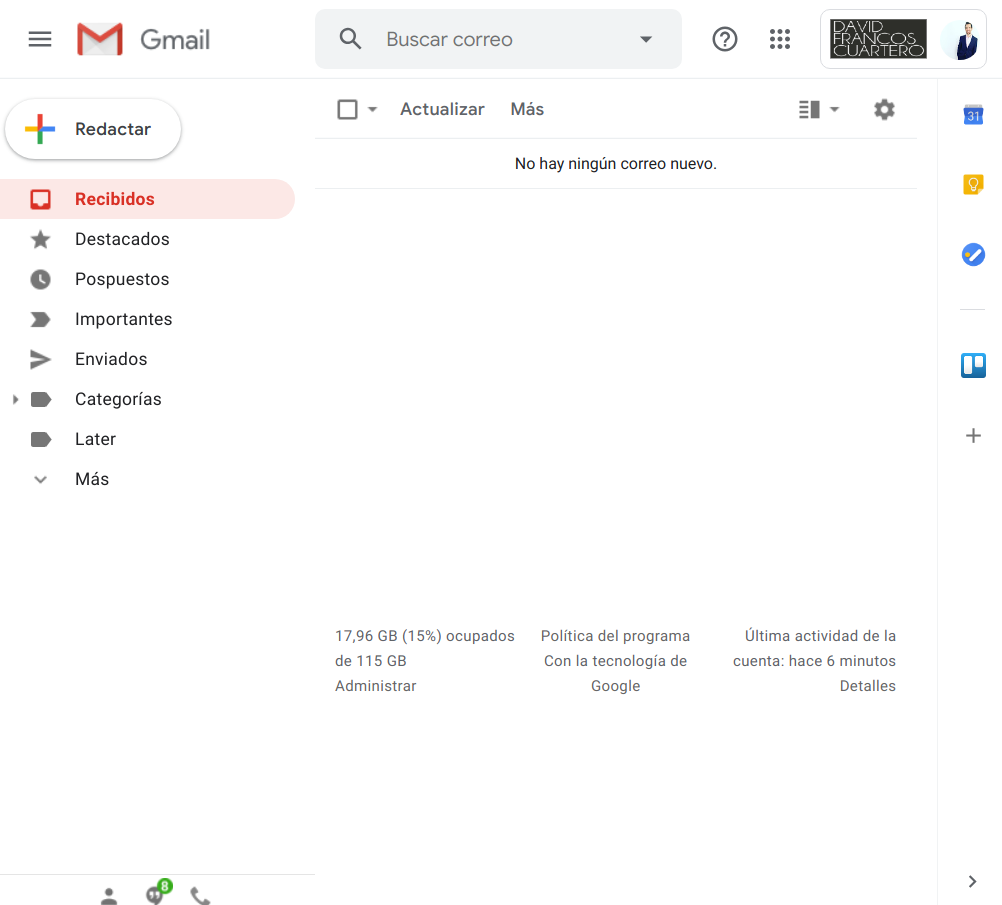 Gmail
Buscar correo
DAVID
FRANCOS
CUARTERO
Redactar
Actualizar Más
31
No hay ningún correo nuevo.
Recibidos
Destacados
Pospuestos
Importantes
Enviados
Categorías
Later
Más
17,96 GB (15%) ocupados
de 115 GB
Administrar
Política del programa
Con la tecnología de
Google
Última actividad de la
cuenta: hace 6 minutos
Detalles
8